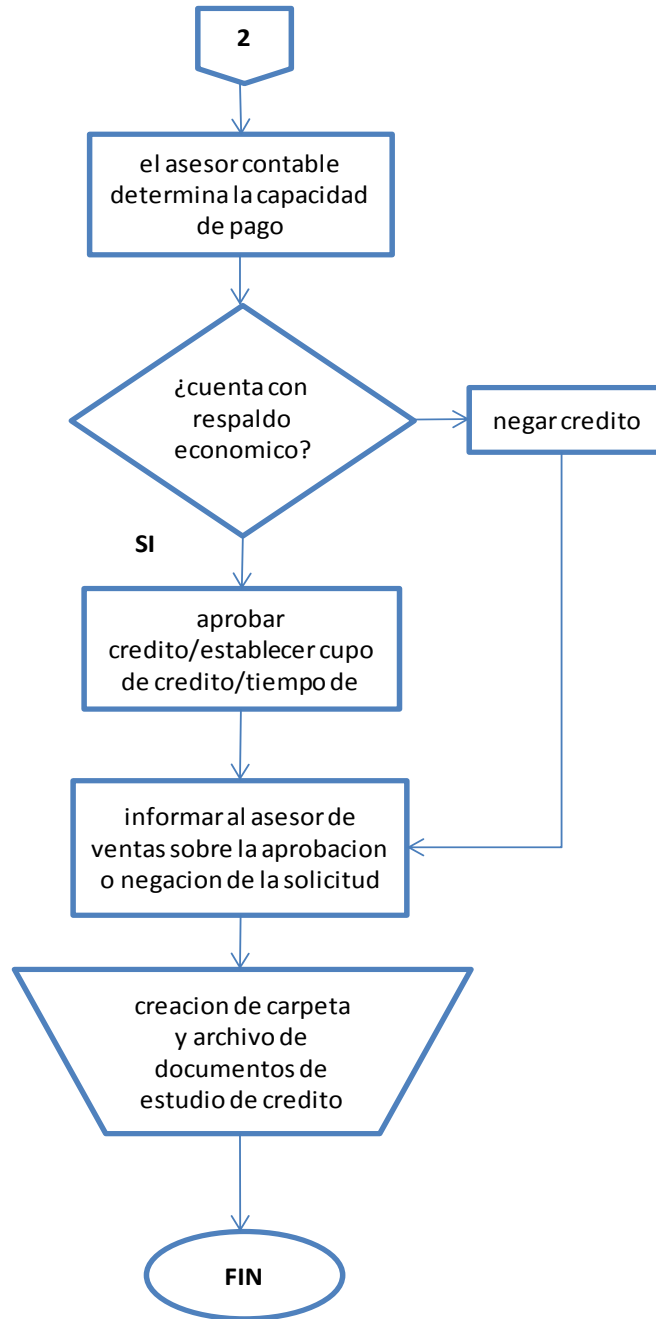 2
el asesor contable
determina la capacidad
de pago
¿cuenta con
respaldo
economico?
negar credito
SI
aprobar
credito/establecer cupo
de credito/tiempo de
informar al asesor de
ventas sobre la aprobacion
o negacion de la solicitud
creacion de carpeta
y archivo de
documentos de
estudio de credito
FIN